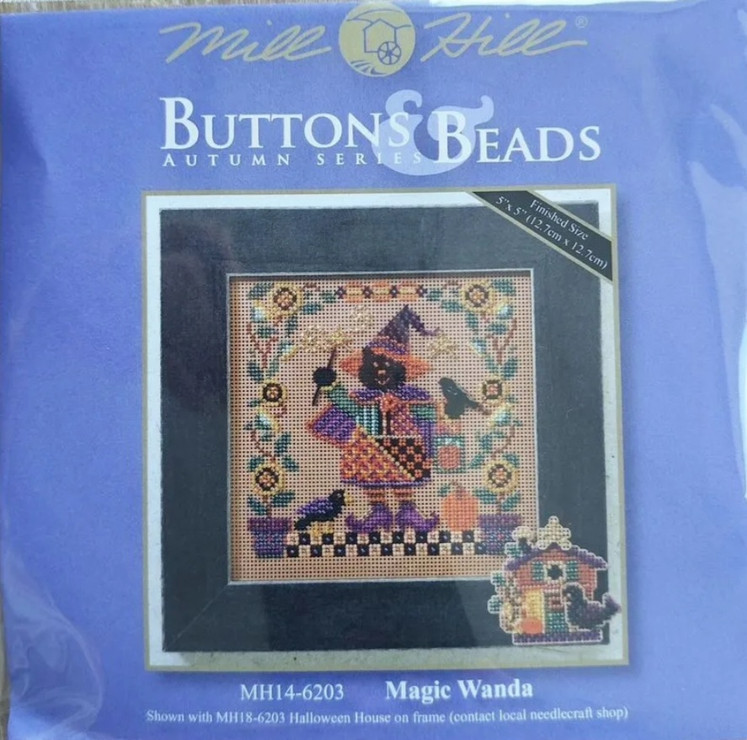 Mill Hill®
BUTTONS & BEADS
AUTUMN SERIES
Finished Size
5"x 5" (12.7cm x 12.7cm)
MH14-6203 Magic Wanda
Shown with MH18-6203 Halloween House on frame (contact local needlecraft shop)